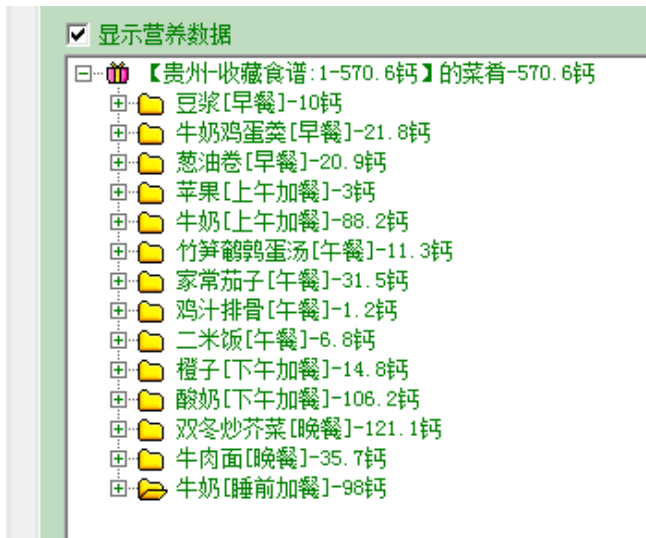 显示营养数据
【贵州-收藏食谱:1-570.6钙】的菜肴-570.6钙
豆浆[早餐]-10钙
牛奶鸡蛋羹[早餐]-21.8钙
葱油卷[早餐]-20.9钙
苹果[上午加餐]-3钙
牛奶[上午加餐]-88.2钙
竹笋鹌鹑蛋汤[午餐]-11.3钙
家常茄子[午餐]-31.5钙
鸡汁排骨[午餐]-1.2钙
二米饭[午餐]-6.8钙
橙子[下午加餐]-14.8钙
酸奶[下午加餐]-106.2钙
双冬炒芥菜[晚餐]-121.1钙
牛肉面[晚餐]-35.7钙
牛奶[睡前加餐]-98钙